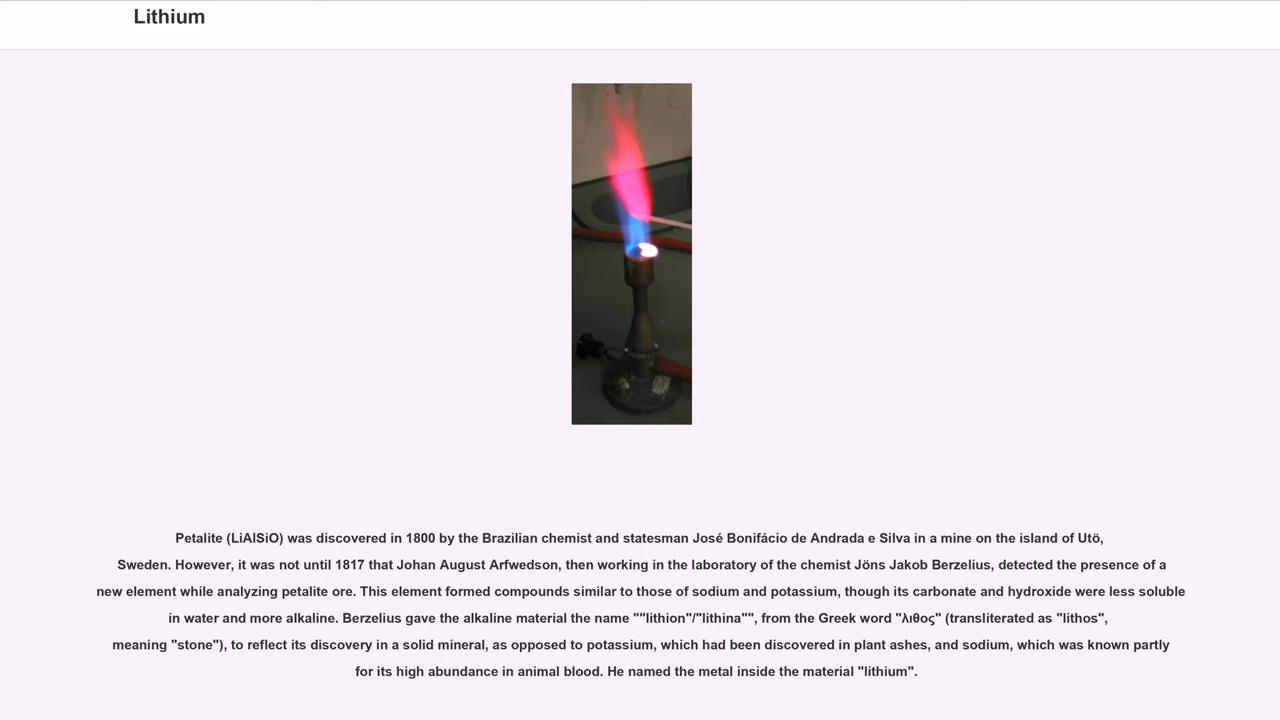 Lithium
Petalite (LiAlSiO) was discovered in 1800 by the Brazilian chemist and statesman José Bonifácio de Andrada e Silva in a mine on the island of Utö,
Sweden. However, it was not until 1817 that Johan August Arfwedson, then working in the laboratory of the chemist Jöns Jakob Berzelius, detected the presence of a
new element while analyzing petalite ore. This element formed compounds similar to those of sodium and potassium, though its carbonate and hydroxide were less soluble
in water and more alkaline. Berzelius gave the alkaline material the name ""lithion"/"lithina"", from the Greek word "λιθoς" (transliterated as "lithos",
meaning "stone"), to reflect its discovery in a solid mineral, as opposed to potassium, which had been discovered in plant ashes, and sodium, which was known partly
for its high abundance in animal blood. He named the metal inside the material "lithium".